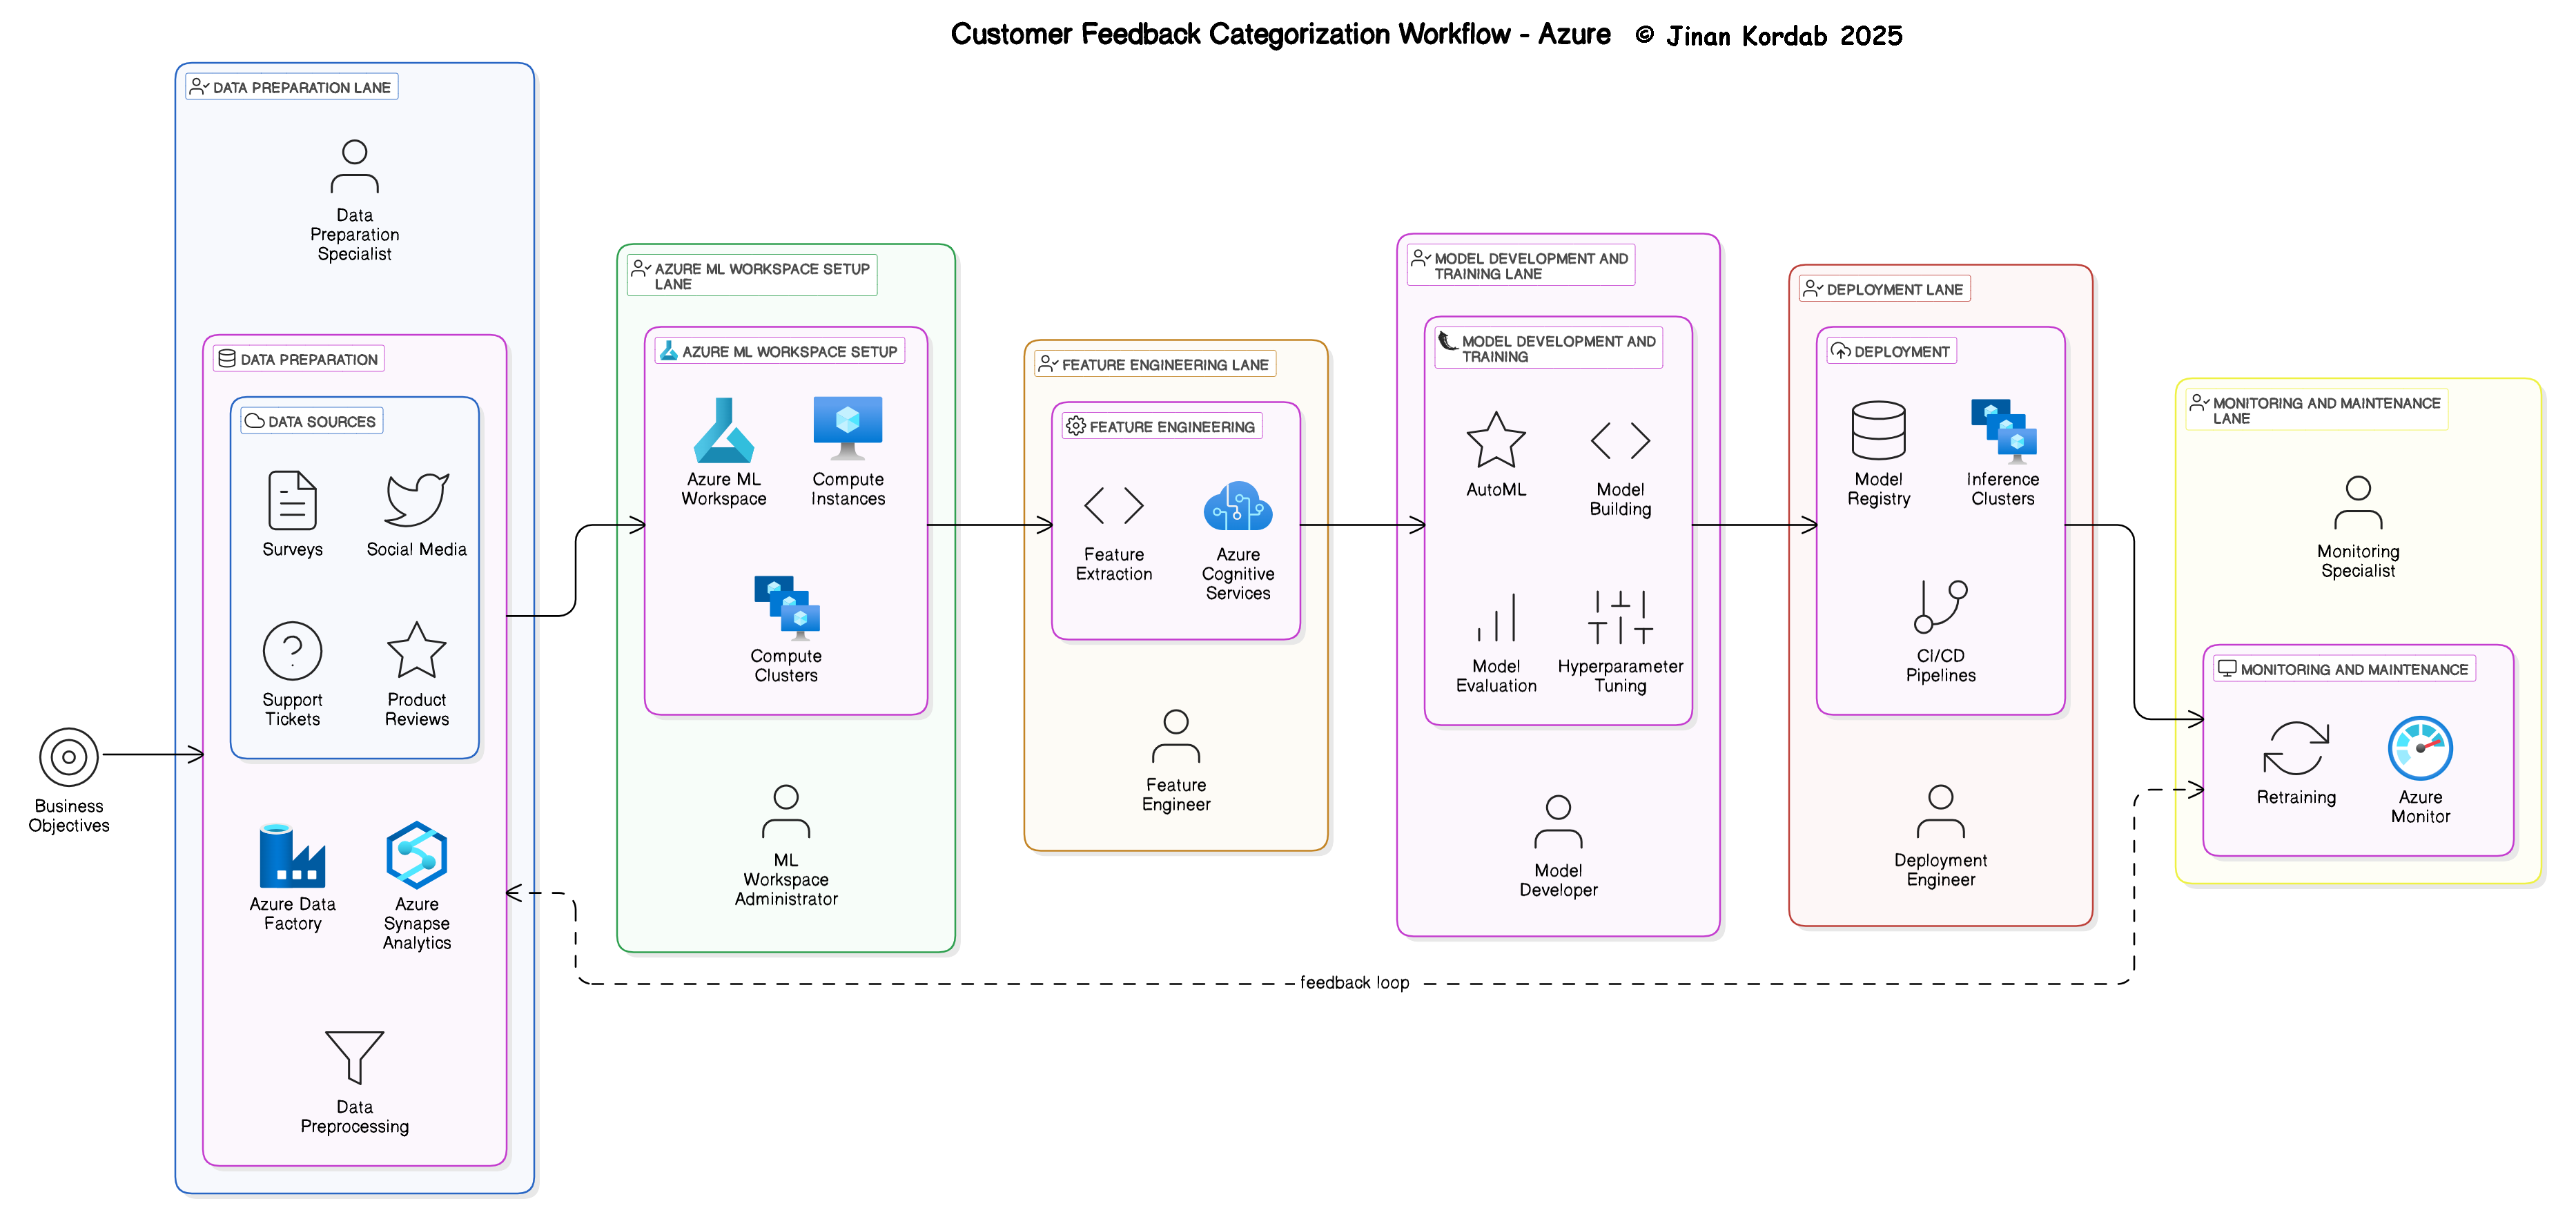 Customer Feedback Categorization Workflow - Azure © Jinan Kordab 2025
Business
Objectives
DATA PREPARATION LANE
Data
Preparation
Specialist
DATA PREPARATION
DATA SOURCES
Surveys
Social Media
Support
Tickets
Product
Reviews
Azure Data
Factory
Azure
Synapse
Analytics
Data
Preprocessing
AZURE ML WORKSPACE SETUP
LANE
AZURE ML WORKSPACE SETUP
Azure ML
Workspace
Compute
Instances
Compute
Clusters
ML
Workspace
Administrator
FEATURE ENGINEERING LANE
FEATURE ENGINEERING
Feature
Extraction
Azure
Cognitive
Services
Feature
Engineer
MODEL DEVELOPMENT AND
TRAINING LANE
MODEL DEVELOPMENT AND
TRAINING
AutoML
Model
Building
Model
Evaluation
Hyperparameter
Tuning
Model
Developer
DEPLOYMENT LANE
DEPLOYMENT
Model
Registry
Inference
Clusters
CI/CD
Pipelines
Deployment
Engineer
MONITORING AND MAINTENANCE
LANE
Monitoring
Specialist
MONITORING AND MAINTENANCE
Retraining
Azure
Monitor
feedback loop